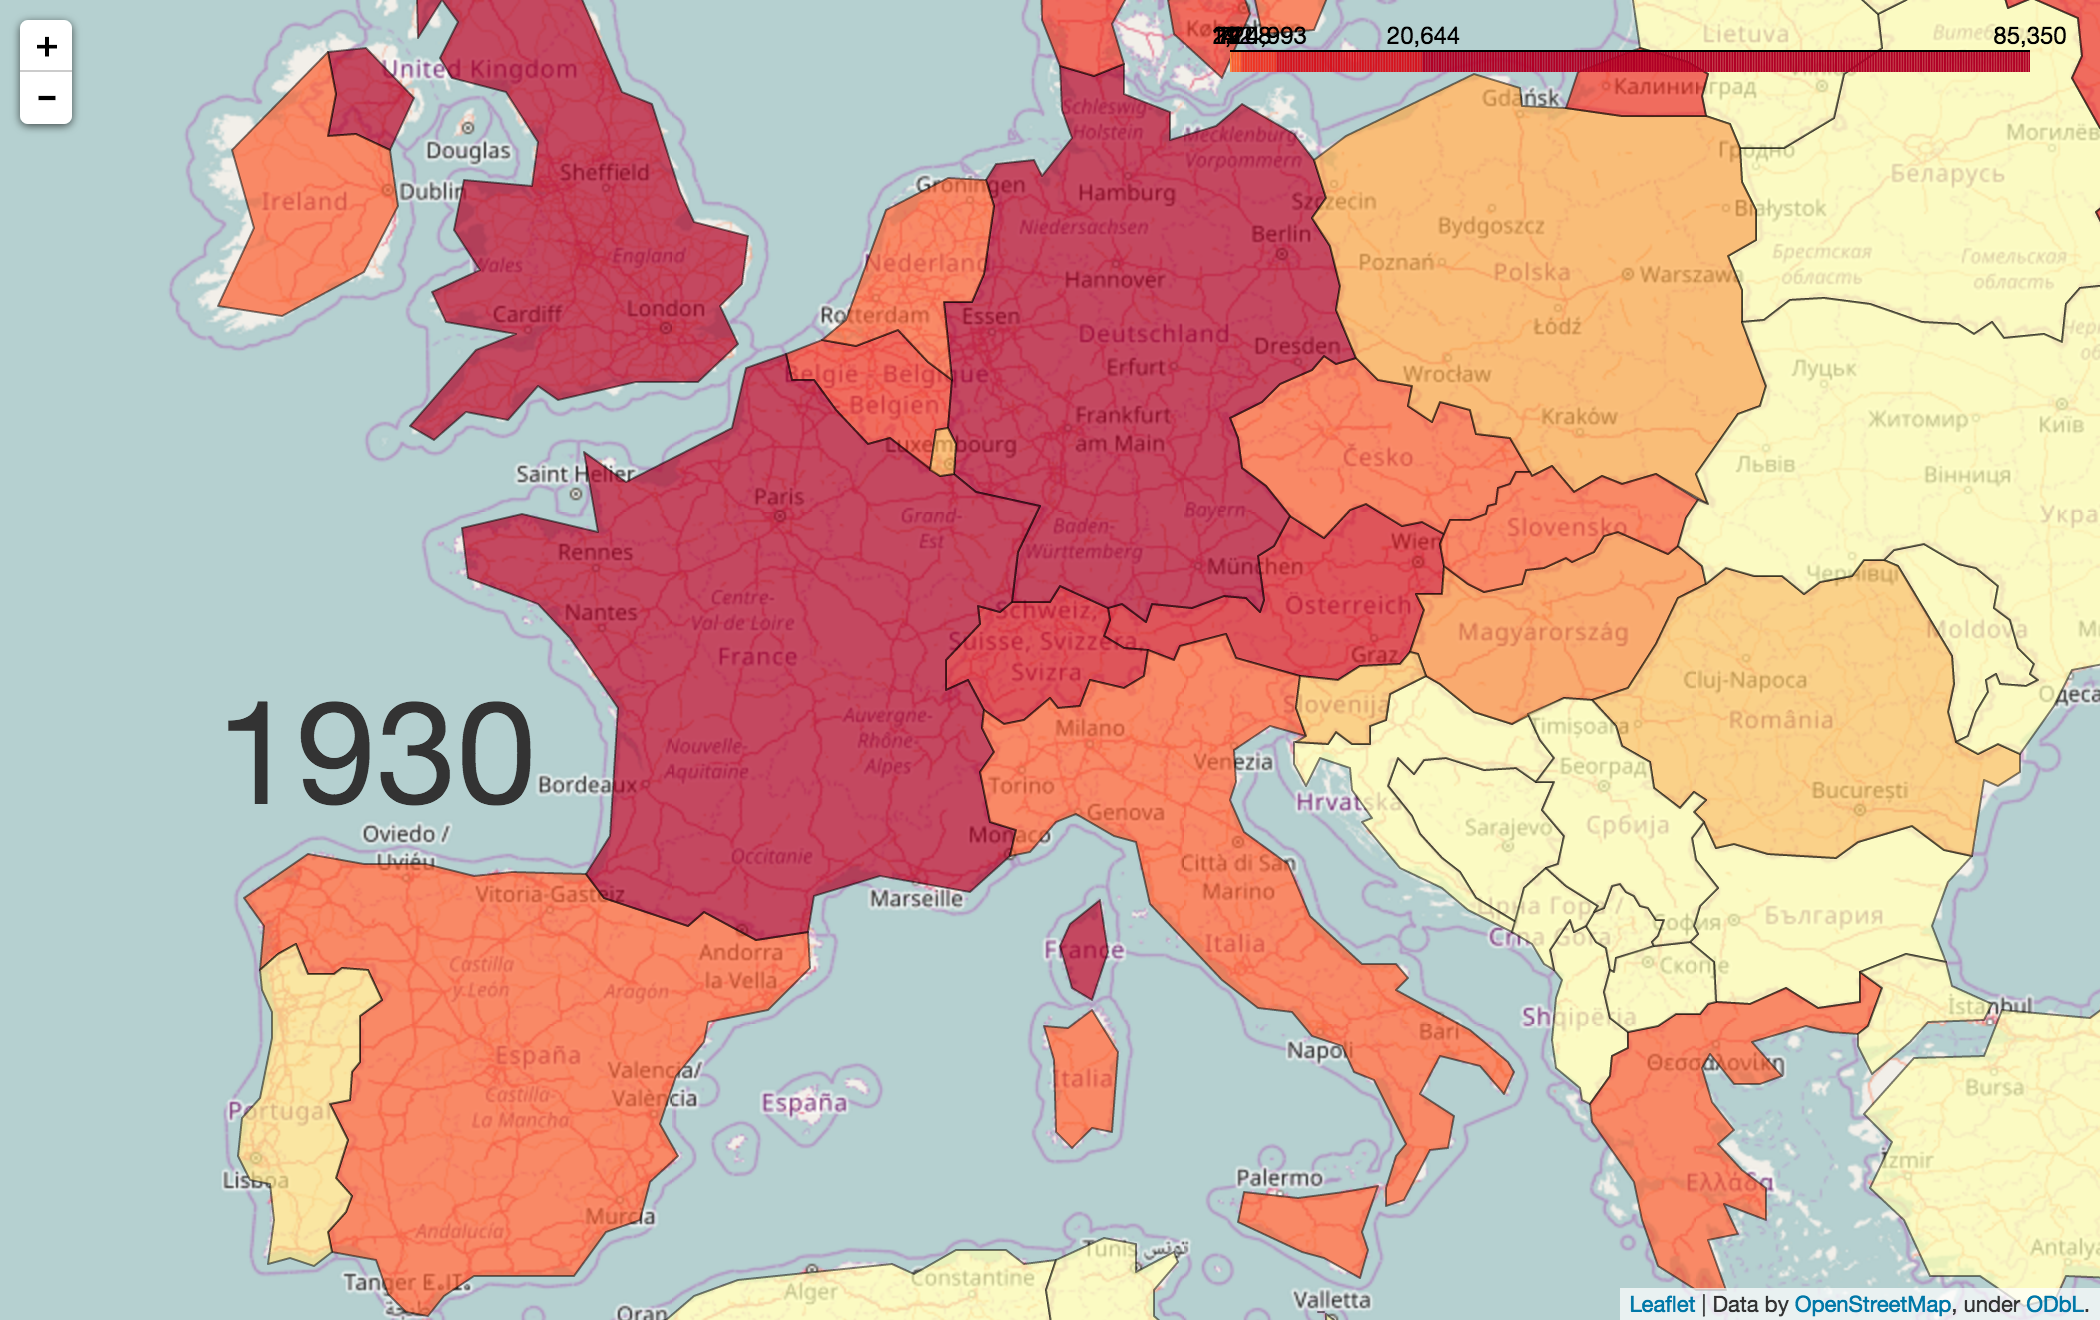 +
−
United Kingdom
Douglas
Sheffield
Dublin
Ireland
Wales
England
Cardiff
London
20,644
85,350
Schleswig-
Holstein
Mecklenburg-
Vorpommern
Groningen
Hamburg
Niedersachsen
Berlin
Nederland
Hannover
Rotterdam
Essen
Deutschland
Dresden
Erfurt
België - Belgique
Belgien
Frankfurt
am Main
Luxembourg
Lietuva
Gdańsk
Калининград
Могилёв
Гродно
Беларусь
Szczecin
Białystok
Bydgoszcz
Брестская
область
Гомельская
область
Poznań
Polska
Warszawa
Łódź
Wrocław
Луцьк
Kraków
Житомир
Київ
Česko
Львів
Вінниця
Укра
Saint Helier
Paris
Grand-
Est
Baden-
Württemberg
Bayern
Slovensko
Rennes
München
Wien
Чернівці
Nantes
Centre-
Val de Loire
Schweiz,
Suisse, Svizzera,
Svizra
Österreich
Magyarország
Moldova
France
Graz
Cluj-Napoca
Одеса
Slovenija
România
1930
Auvergne-
Rhône-
Alpes
Nouvelle-
Aquitaine
Milano
Timișoara
Bordeaux
Torino
Venezia
Београд
București
Hrvatska
Genova
Sarajevo
Србија
Oviedo /
Uviéu
Monaco
Occitanie
Città di San
Marino
Vitoria-Gasteiz
Marseille
Црна Гора /
Crna Gora
София
България
Andorra
la Vella
France
Italia
Скопје
Castilla
y León
Aragón
İstanbul
Shqipëria
Bari
España
Napoli
Θεσσαλονίκη
Valencia/
València
Italia
Bursa
Castilla-
La Mancha
España
Portugal
İzmir
Lisboa
Palermo
Ελλάδα
Murcia
Andalucía
Tunis تونس
Antalya
Tanger
Alger
Constantine
Oran
Valletta
Leaflet | Data by OpenStreetMap, under ODbL.